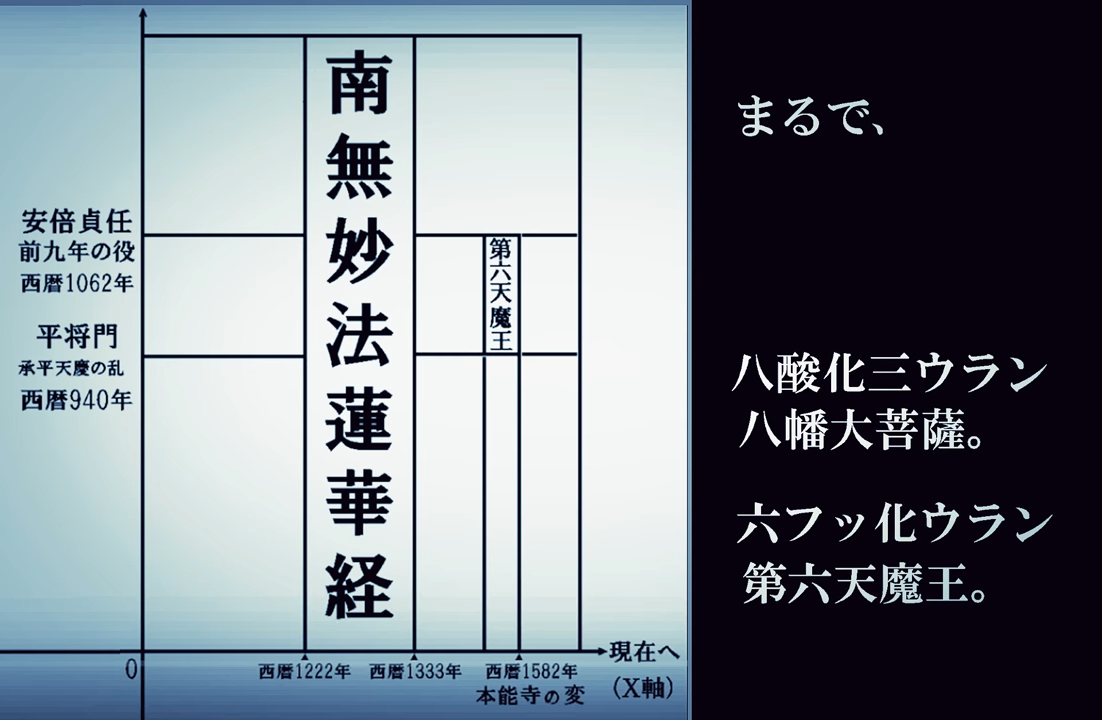 南無妙法蓮華経
安倍貞任
前九年の役
西暦1062年
平将門
承平天慶の乱
西暦940年
第六天魔王
0
西暦1222年
西暦1333年
西暦1582年
本能寺の変
現在へ
(X軸)
まるで、
八酸化三ウラン
八幡大菩薩。
六フッ化ウラン
第六天魔王。